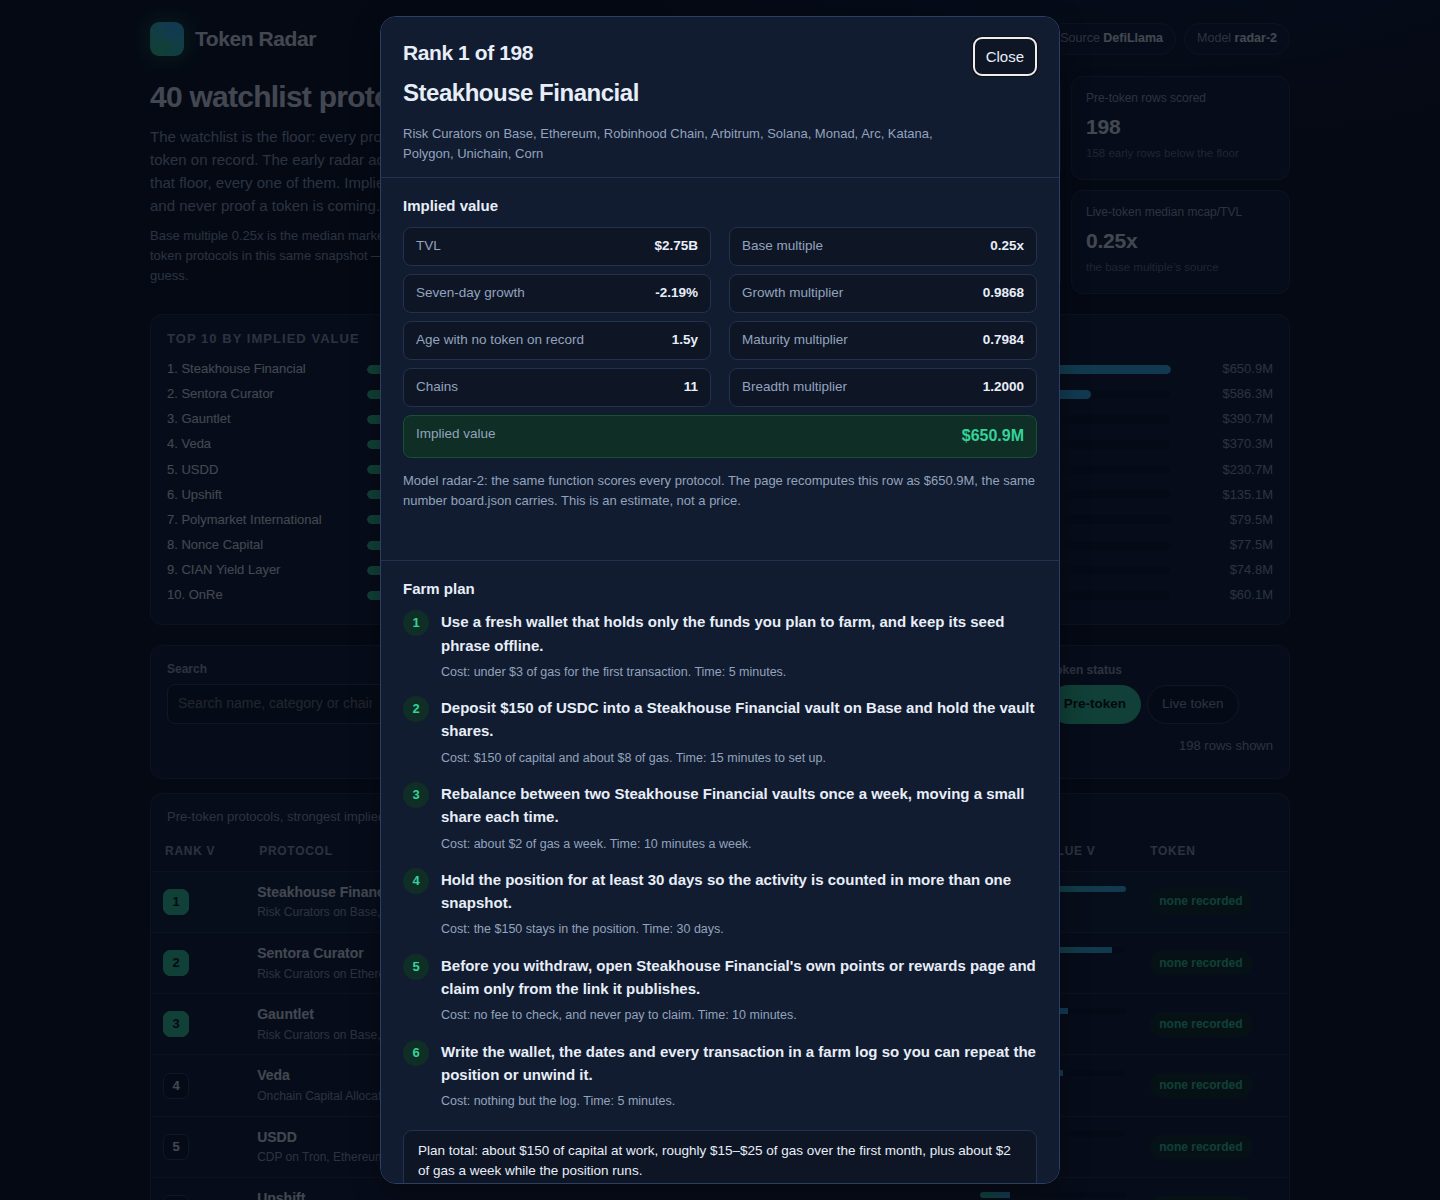 Token Radar
Source DefiLlama
Model radar-2
40 watchlist prot
The watchlist is the floor: every pro
token on record. The early radar a
that floor, every one of them. Implie
and never proof a token is coming.
Base multiple 0.25x is the median marke
token protocols in this same snapshot —
guess.
Pre-token rows scored
198
158 early rows below the floor
Live-token median mcap/TVL
0.25x
the base multiple's source
TOP 10 BY IMPLIED VALUE
1. Steakhouse Financial
$650.9M
2. Sentora Curator
$586.3M
3. Gauntlet
$390.7M
4. Veda
$370.3M
5. USDD
$230.7M
6. Upshift
$135.1M
7. Polymarket International
$79.5M
8. Nonce Capital
$77.5M
9. CIAN Yield Layer
$74.8M
10. OnRe
$60.1M
Search
Search name, category or chain
oken status
Pre-token
Live token
198 rows shown
Pre-token protocols, strongest implied
RANK V
PROTOCOL
LUE V
TOKEN
1
Steakhouse Financ
Risk Curators on Base,
none recorded
2
Sentora Curator
Risk Curators on Ethere
none recorded
3
Gauntlet
Risk Curators on Base,
none recorded
4
Veda
Onchain Capital Allocat
none recorded
5
USDD
CDP on Tron, Ethereum
none recorded
Upshift
Rank 1 of 198
Close
Steakhouse Financial
Risk Curators on Base, Ethereum, Robinhood Chain, Arbitrum, Solana, Monad, Arc, Katana,
Polygon, Unichain, Corn
Implied value
TVL
$2.75B
Base multiple
0.25x
Seven-day growth
-2.19%
Growth multiplier
0.9868
Age with no token on record
1.5y
Maturity multiplier
0.7984
Chains
11
Breadth multiplier
1.2000
Implied value
$650.9M
Model radar-2: the same function scores every protocol. The page recomputes this row as $650.9M, the same
number board.json carries. This is an estimate, not a price.
Farm plan
1
Use a fresh wallet that holds only the funds you plan to farm, and keep its seed
phrase offline.
Cost: under $3 of gas for the first transaction. Time: 5 minutes.
2
Deposit $150 of USDC into a Steakhouse Financial vault on Base and hold the vault
shares.
Cost: $150 of capital and about $8 of gas. Time: 15 minutes to set up.
3
Rebalance between two Steakhouse Financial vaults once a week, moving a small
share each time.
Cost: about $2 of gas a week. Time: 10 minutes a week.
4
Hold the position for at least 30 days so the activity is counted in more than one
snapshot.
Cost: the $150 stays in the position. Time: 30 days.
5
Before you withdraw, open Steakhouse Financial's own points or rewards page and
claim only from the link it publishes.
Cost: no fee to check, and never pay to claim. Time: 10 minutes.
6
Write the wallet, the dates and every transaction in a farm log so you can repeat the
position or unwind it.
Cost: nothing but the log. Time: 5 minutes.
Plan total: about $150 of capital at work, roughly $15–$25 of gas over the first month, plus about $2
of gas a week while the position runs.